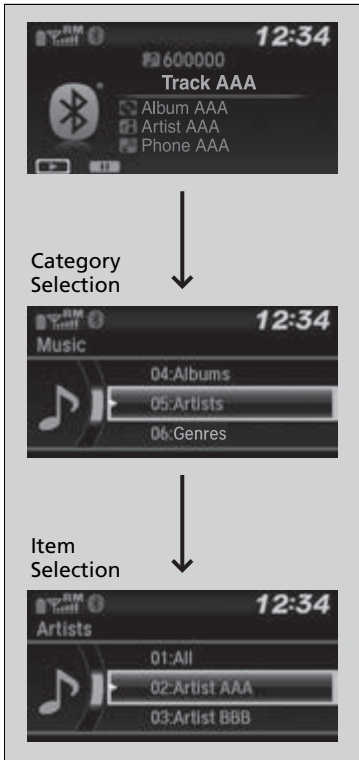 12:34
600000
Track AAA
Album AAA
Artist AAA
Phone AAA
Category
Selection
12:34
Music
04:Albums
05:Artists
06:Genres
Item
Selection
12:34
Artists
01:All
02:Artist AAA
03:Artist BBB